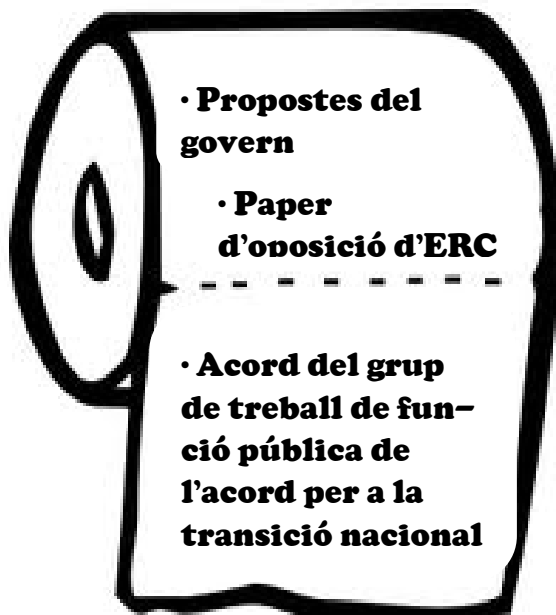 · Propostes del
govern
· Paper
d’oposició d’ERC
· Acord del grup
de treball de fun–
ció pública de
l’acord per a la
transició nacional